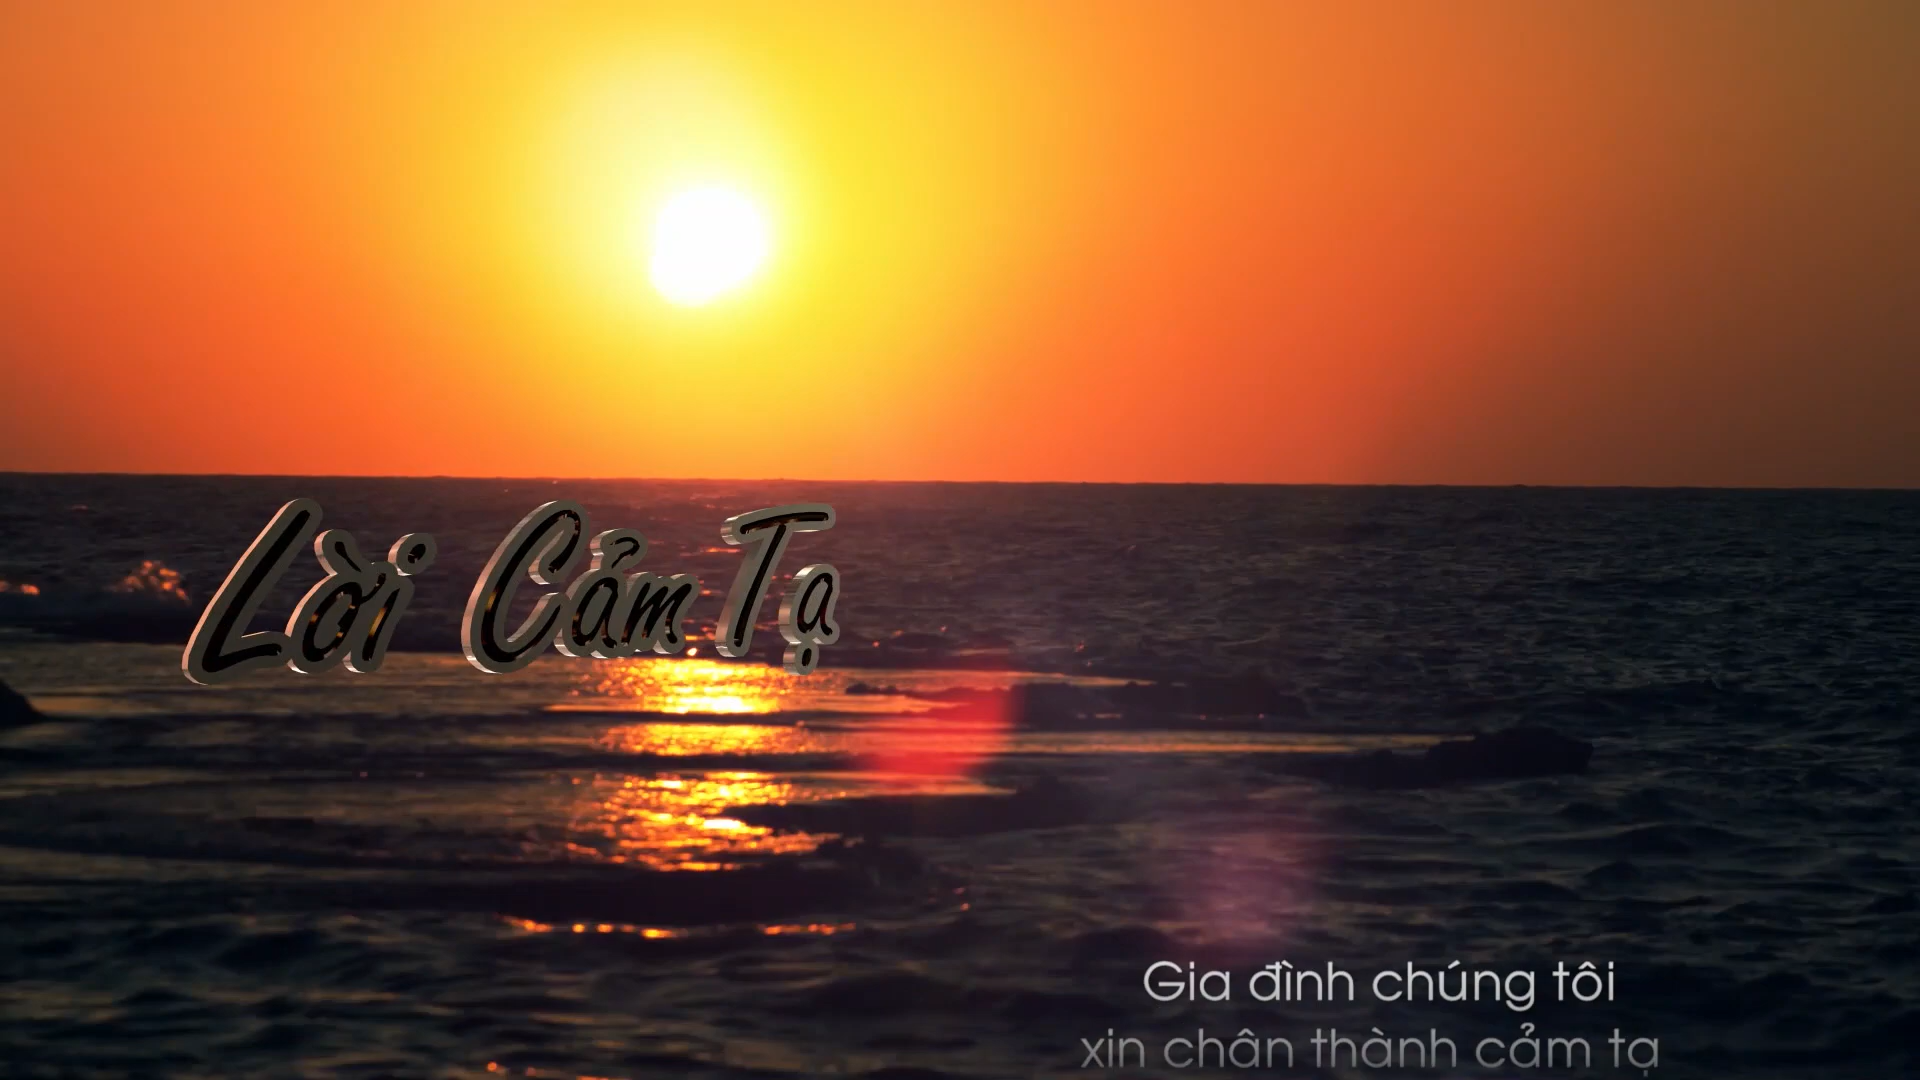 Lời Cảm Tạ
Gia đình chúng tôi
xin chân thành cảm tạ